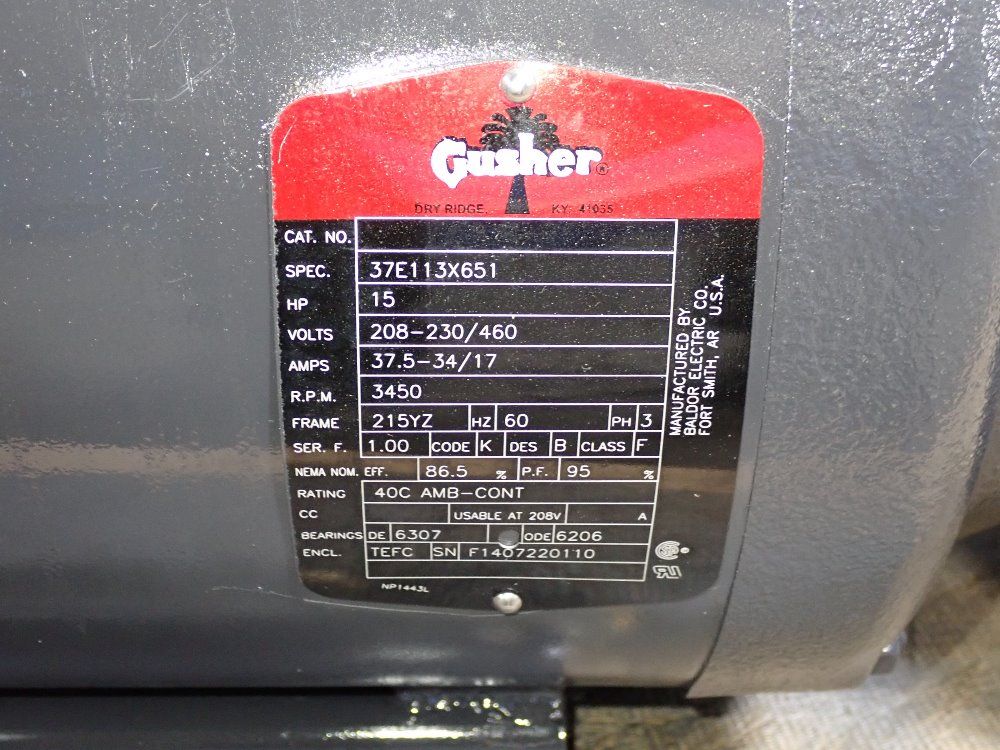 Gusher®
DRY RIDGE, KY. 41035
CAT. NO.
SPEC. 37E113X651
HP 15
VOLTS 208-230/460
AMPS 37.5-34/17
R.P.M. 3450
FRAME 215YZ HZ 60 PH 3
SER. F. 1.00 CODE K DES B CLASS F
NEMA NOM. EFF. 86.5 % P.F. 95 %
RATING 40C AMB-CONT
CC USABLE AT 208V A
BEARINGS DE 6307 ODE 6206
ENCL. TEFC SN F1407220110
NP1443L
MANUFACTURED BY
BALDOR ELECTRIC CO.
FORT SMITH, AR U.S.A.